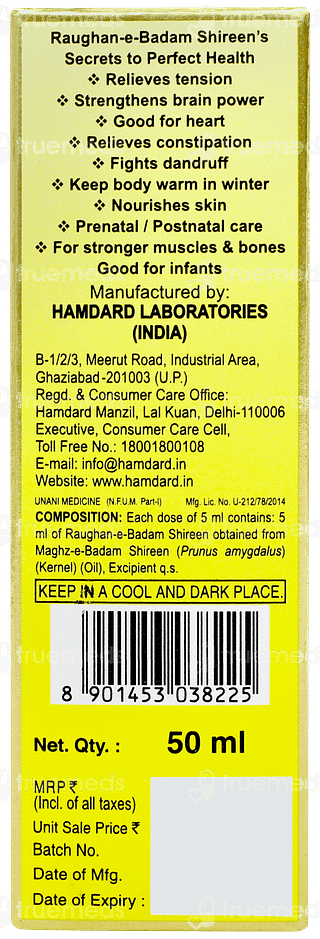 Raughan-e-Badam Shireen's
Secrets to Perfect Health
❖ Relieves tension
❖ Strengthens brain power
❖ Good for heart
❖ Relieves constipation
❖ Fights dandruff
❖ Keep body warm in winter
❖ Nourishes skin
❖ Prenatal / Postnatal care
❖ For stronger muscles & bones
Good for infants
Manufactured by:
HAMDARD LABORATORIES
(INDIA)
B-1/2/3, Meerut Road, Industrial Area,
Ghaziabad-201003 (U.P.)
Regd. & Consumer Care Office:
Hamdard Manzil, Lal Kuan, Delhi-110006
Executive, Consumer Care Cell,
Toll Free No.: 18001800108
E-mail: info@hamdard.in
Website: www.hamdard.in
UNANI MEDICINE (N.F.U.M. Part-I) Mfg. Lic. No. U-212/78/2014
COMPOSITION: Each dose of 5 ml contains: 5
ml of Raughan-e-Badam Shireen obtained from
Maghz-e-Badam Shireen (Prunus amygdalus)
(Kernel) (Oil), Excipient q.s.
KEEP IN A COOL AND DARK PLACE.
8 901453 038225
Net. Qty. : 50 ml
MRP ₹
(Incl. of all taxes)
Unit Sale Price ₹
Batch No.
Date of Mfg.
Date of Expiry :
truemeds